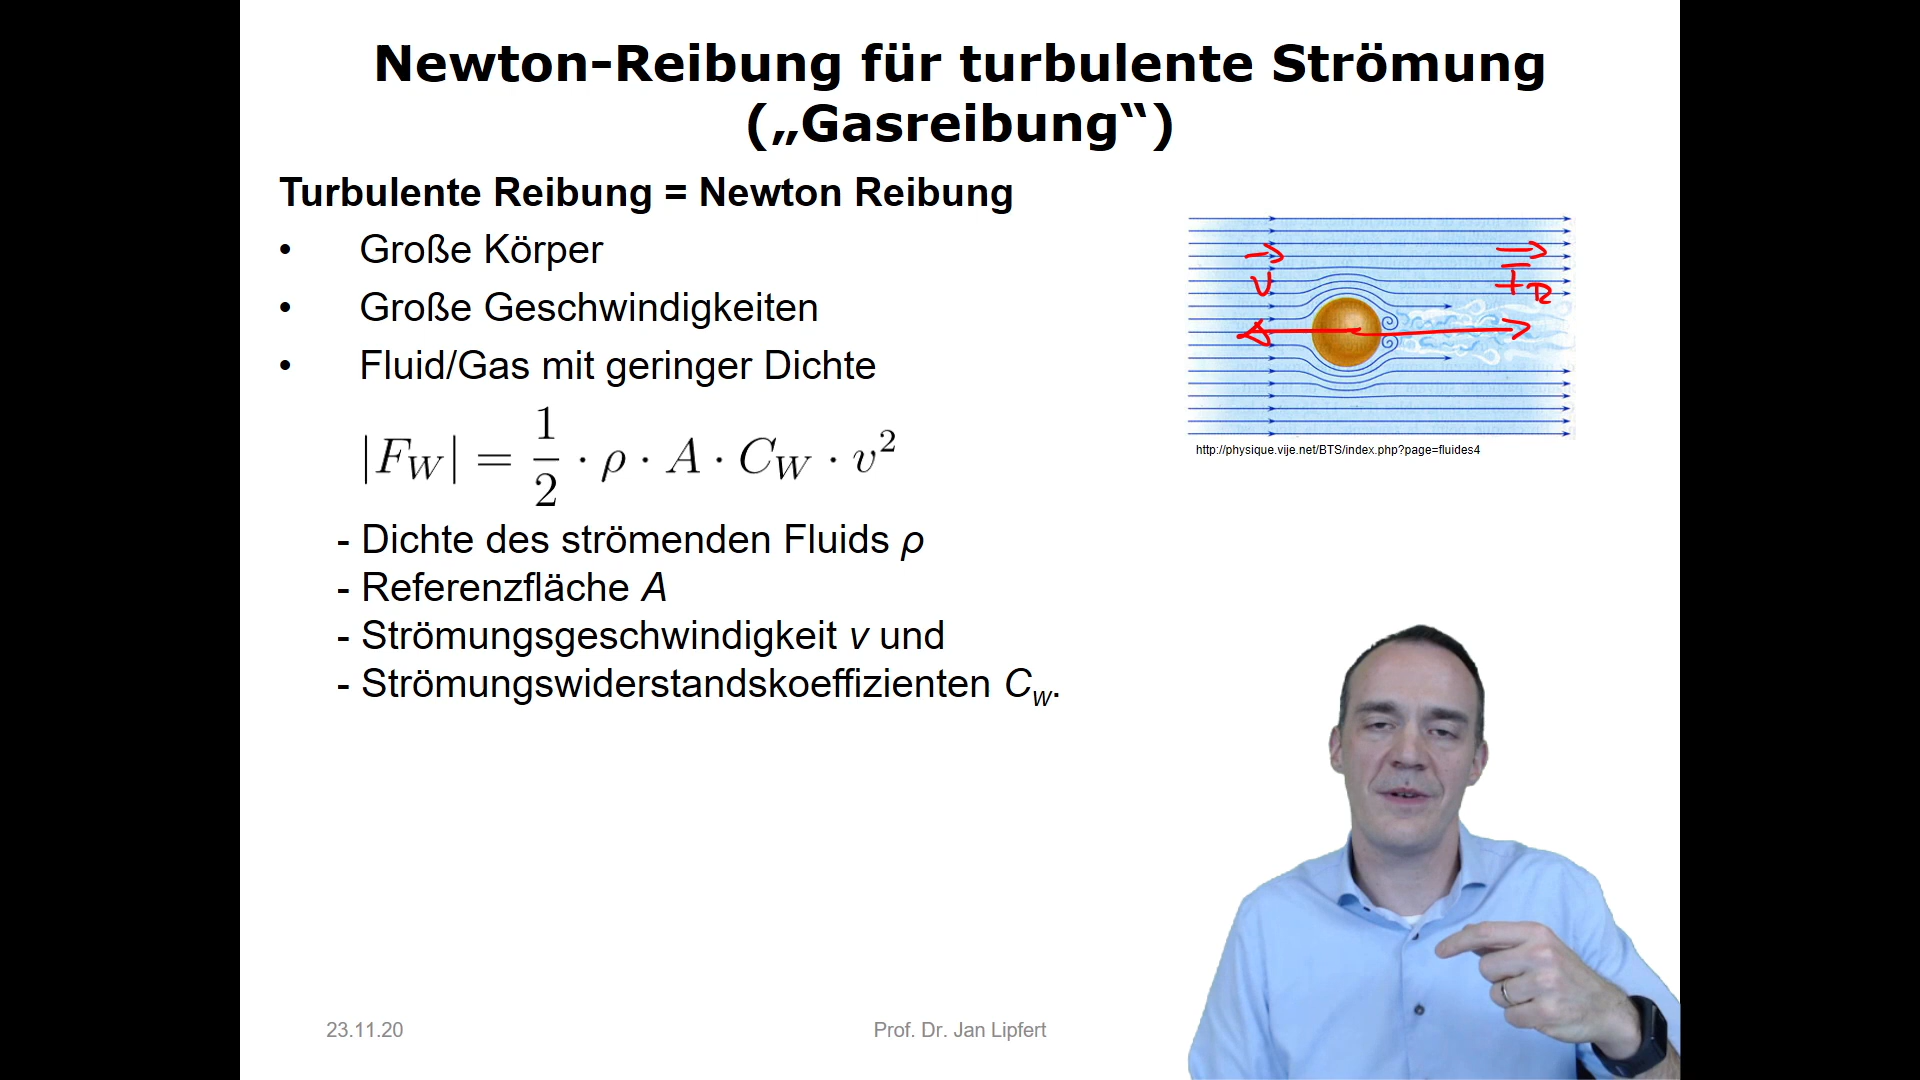 Newton-Reibung für turbulente Strömung
(„Gasreibung“)
Turbulente Reibung = Newton Reibung
• Große Körper
• Große Geschwindigkeiten
• Fluid/Gas mit geringer Dichte
|F_W| = 1/2 · ρ · A · C_W · v²
- Dichte des strömenden Fluids ρ
- Referenzfläche A
- Strömungsgeschwindigkeit v und
- Strömungswiderstandskoeffizienten C_W.
v
F_R
http://physique.vije.net/BTS/index.php?page=fluides4
23.11.20
Prof. Dr. Jan Lipfert